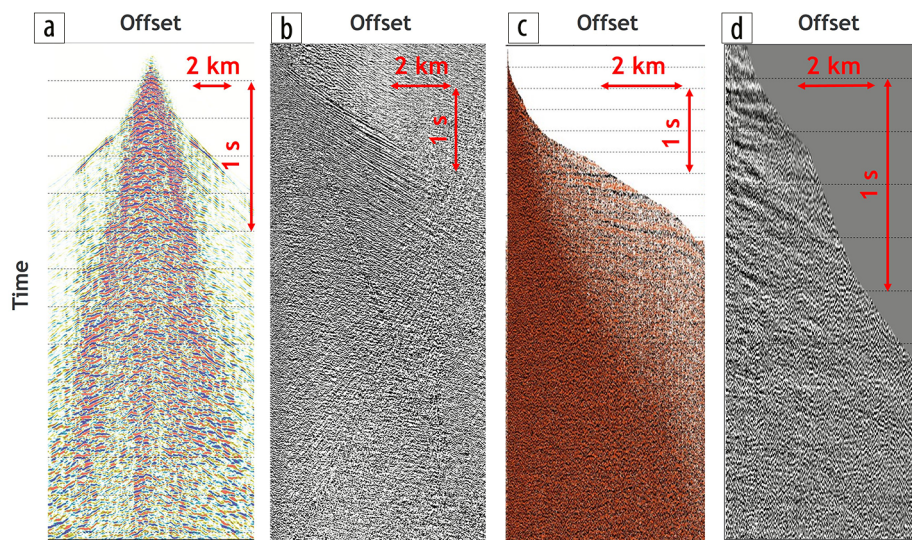 a Offset
b Offset
c Offset
d Offset
2 km
2 km
2 km
2 km
1 s
1 s
1 s
1 s
Time